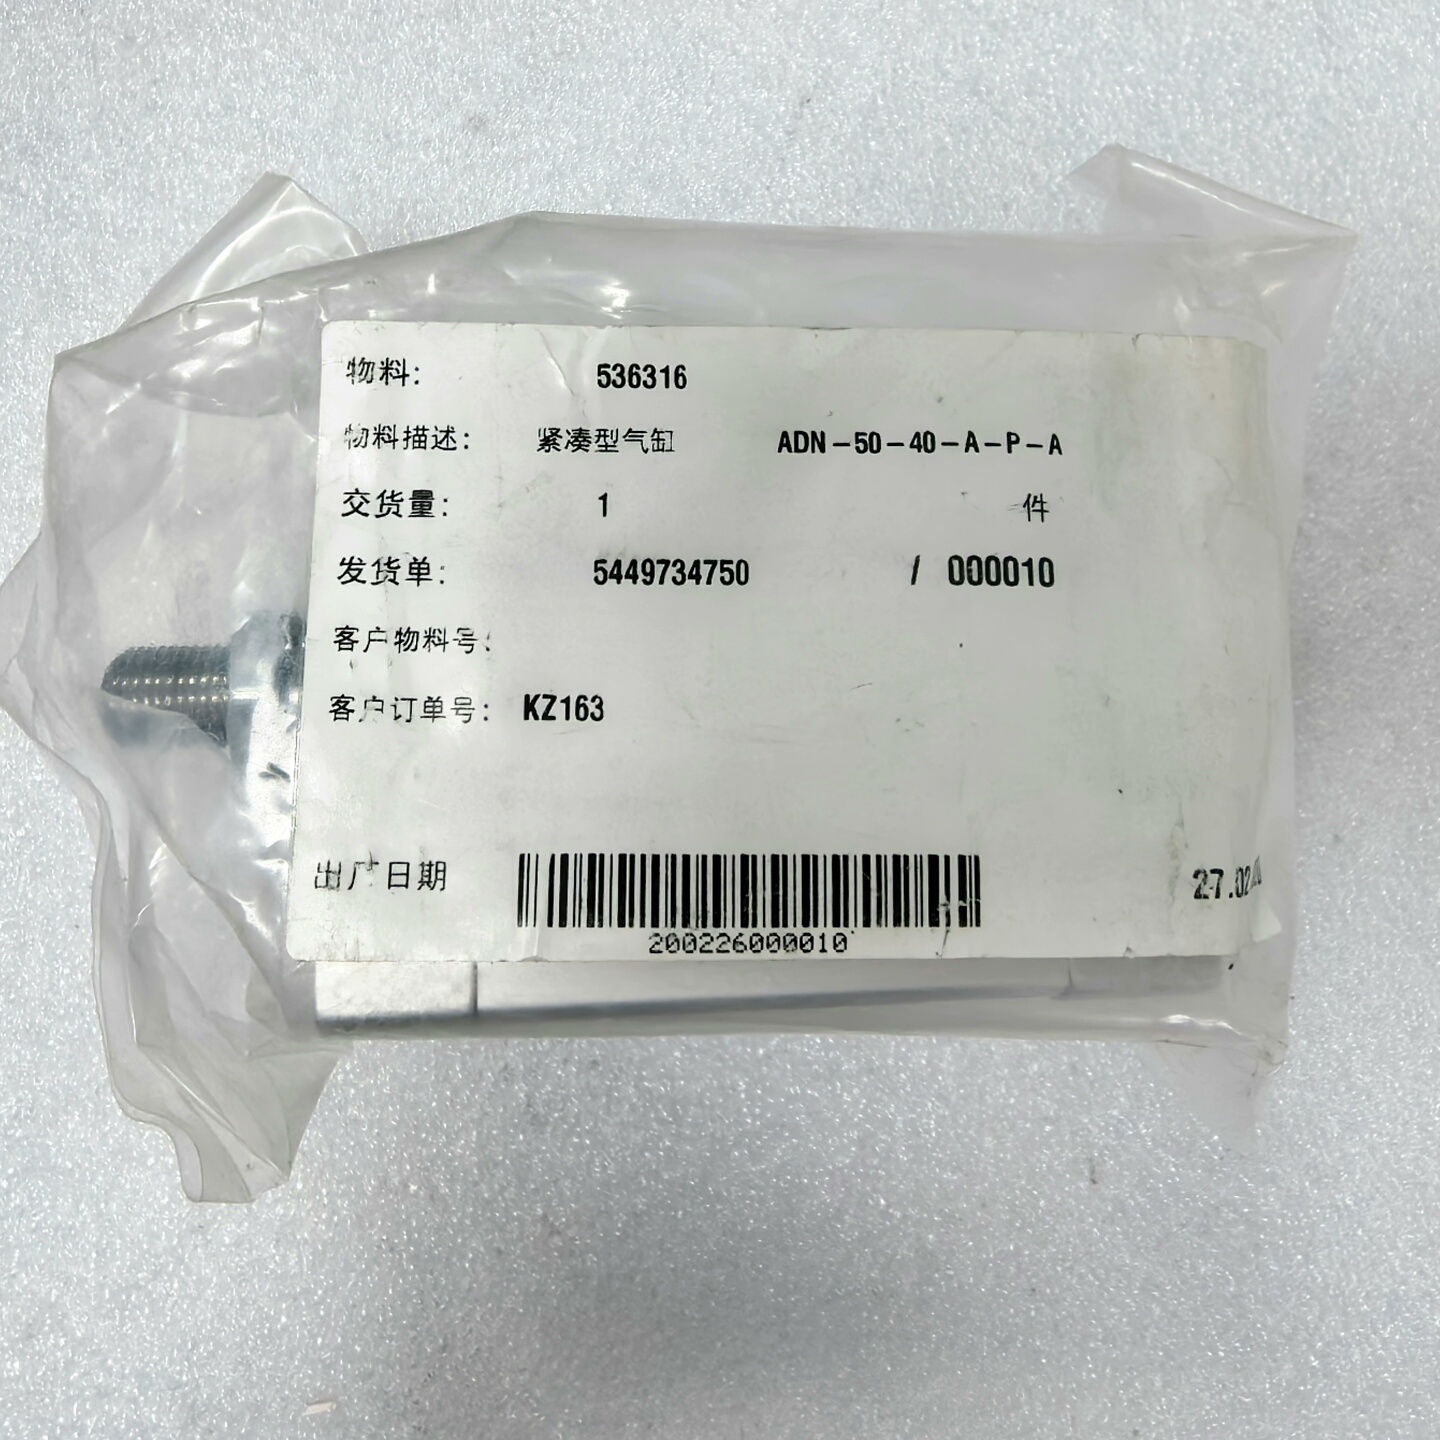 物料: 536316
物料描述: 紧凑型气缸 ADN-50-40-A-P-A
交货量: 1 件
发货单: 5449734750 / 000010
客户物料号:
客户订单号: KZ163
出厂日期 27.02
200226000010